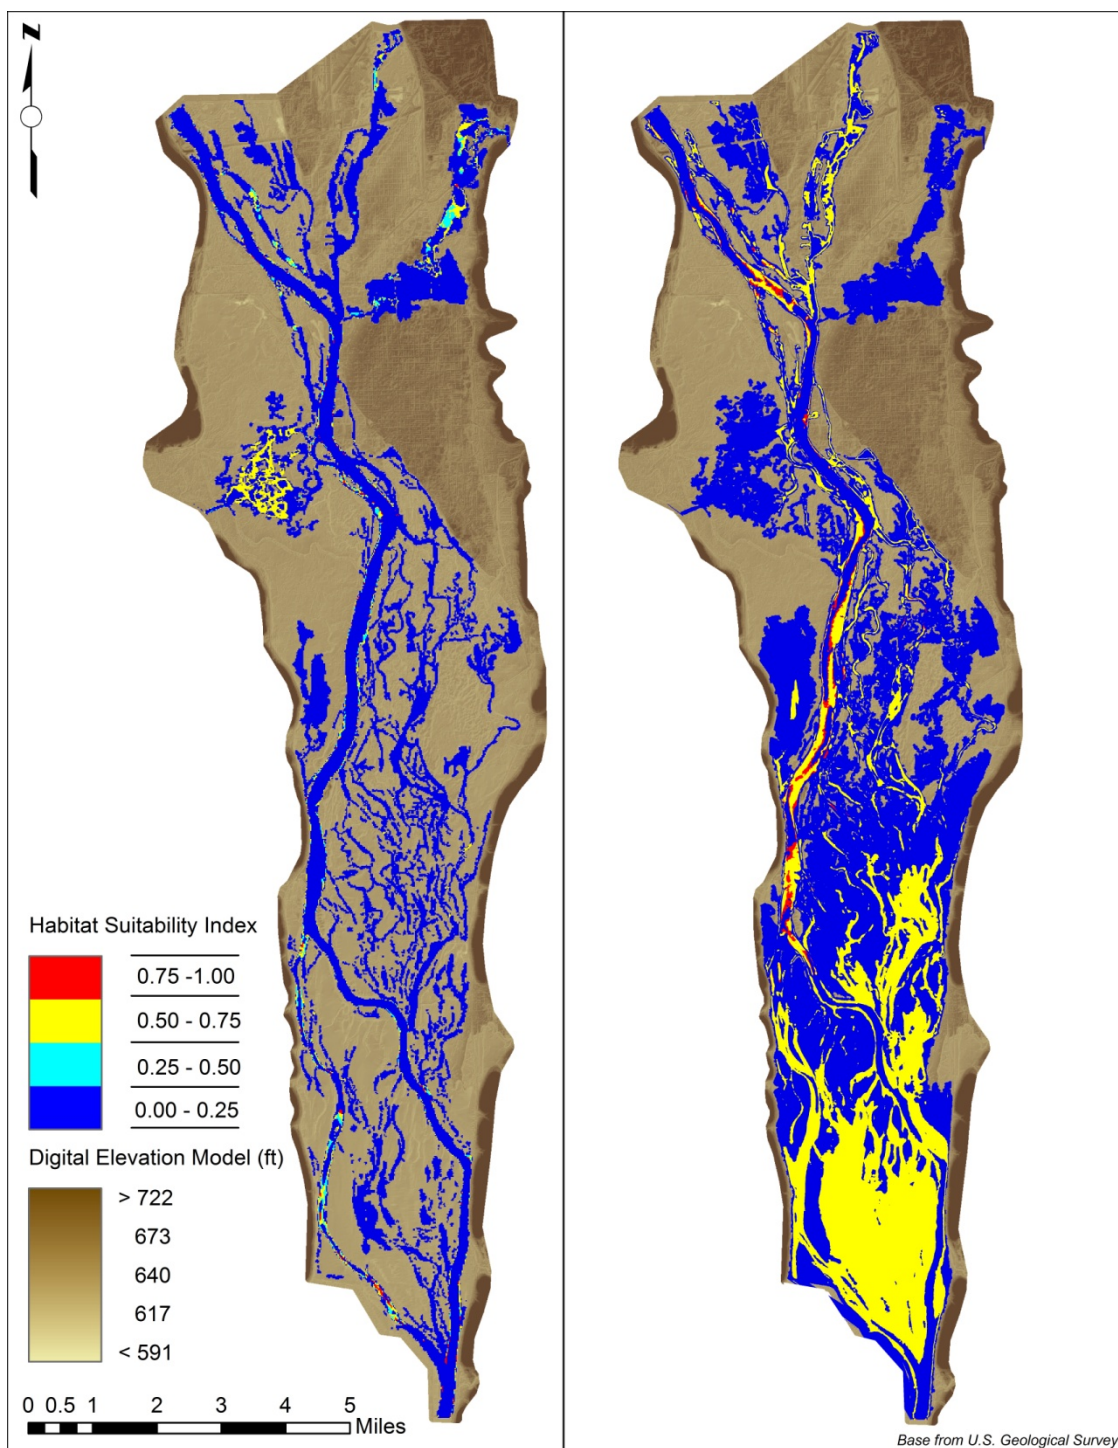 N
Habitat Suitability Index
0.75 -1.00
0.50 - 0.75
0.25 - 0.50
0.00 - 0.25
Digital Elevation Model (ft)
> 722
673
640
617
< 591
0 0.5 1 2 3 4 5
Miles
Base from U.S. Geological Survey